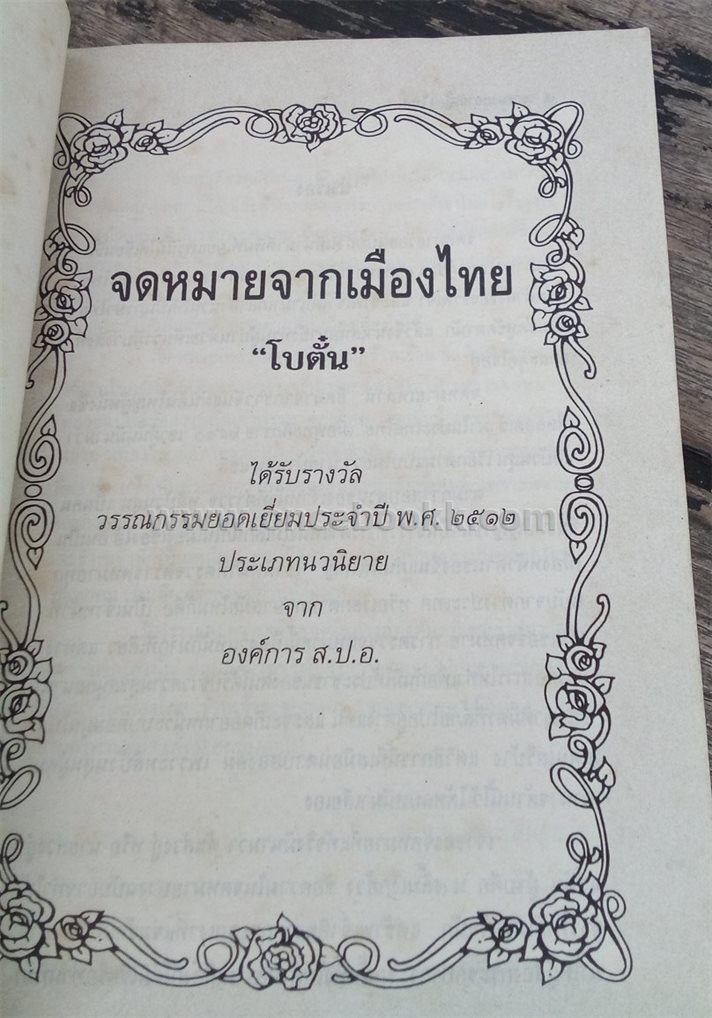 จดหมายจากเมืองไทย
“โบตั๋น”
ได้รับรางวัล
วรรณกรรมยอดเยี่ยมประจำปี พ.ศ. ๒๕๑๒
ประเภทนวนิยาย
จาก
องค์การ ส.ป.อ.